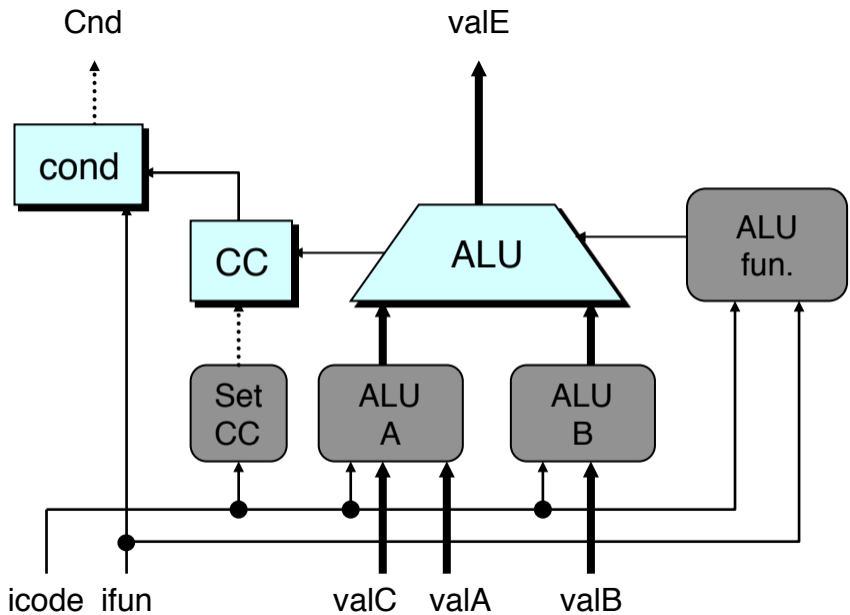 Cnd
valE
cond
CC
ALU
ALU
fun.
Set
CC
ALU
A
ALU
B
icode
ifun
valC
valA
valB